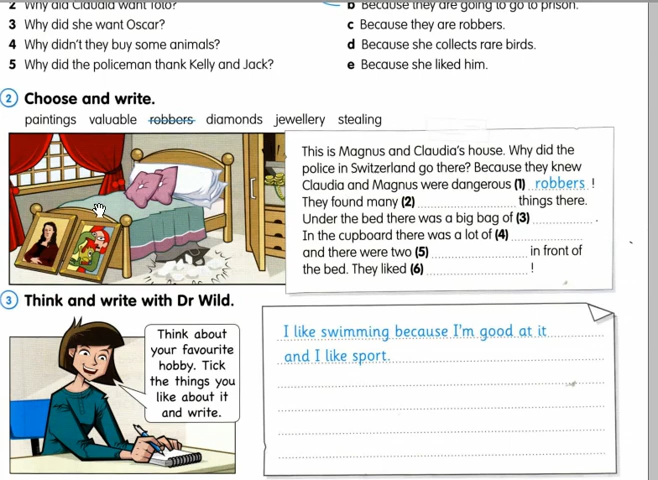 2 Why did Claudia want Toto?
b Because they are going to go to prison.
3 Why did she want Oscar?
c Because they are robbers.
4 Why didn't they buy some animals?
d Because she collects rare birds.
5 Why did the policeman thank Kelly and Jack?
e Because she liked him.
2 Choose and write.
paintings valuable robbers diamonds jewellery stealing
This is Magnus and Claudia's house. Why did the
police in Switzerland go there? Because they knew
Claudia and Magnus were dangerous (1) robbers !
They found many (2) ____________ things there.
Under the bed there was a big bag of (3) ____________ .
In the cupboard there was a lot of (4) ____________
and there were two (5) ____________ in front of
the bed. They liked (6) ____________ !
3 Think and write with Dr Wild.
Think about
your favourite
hobby. Tick
the things you
like about it
and write.
I like swimming because I'm good at it
and I like sport.